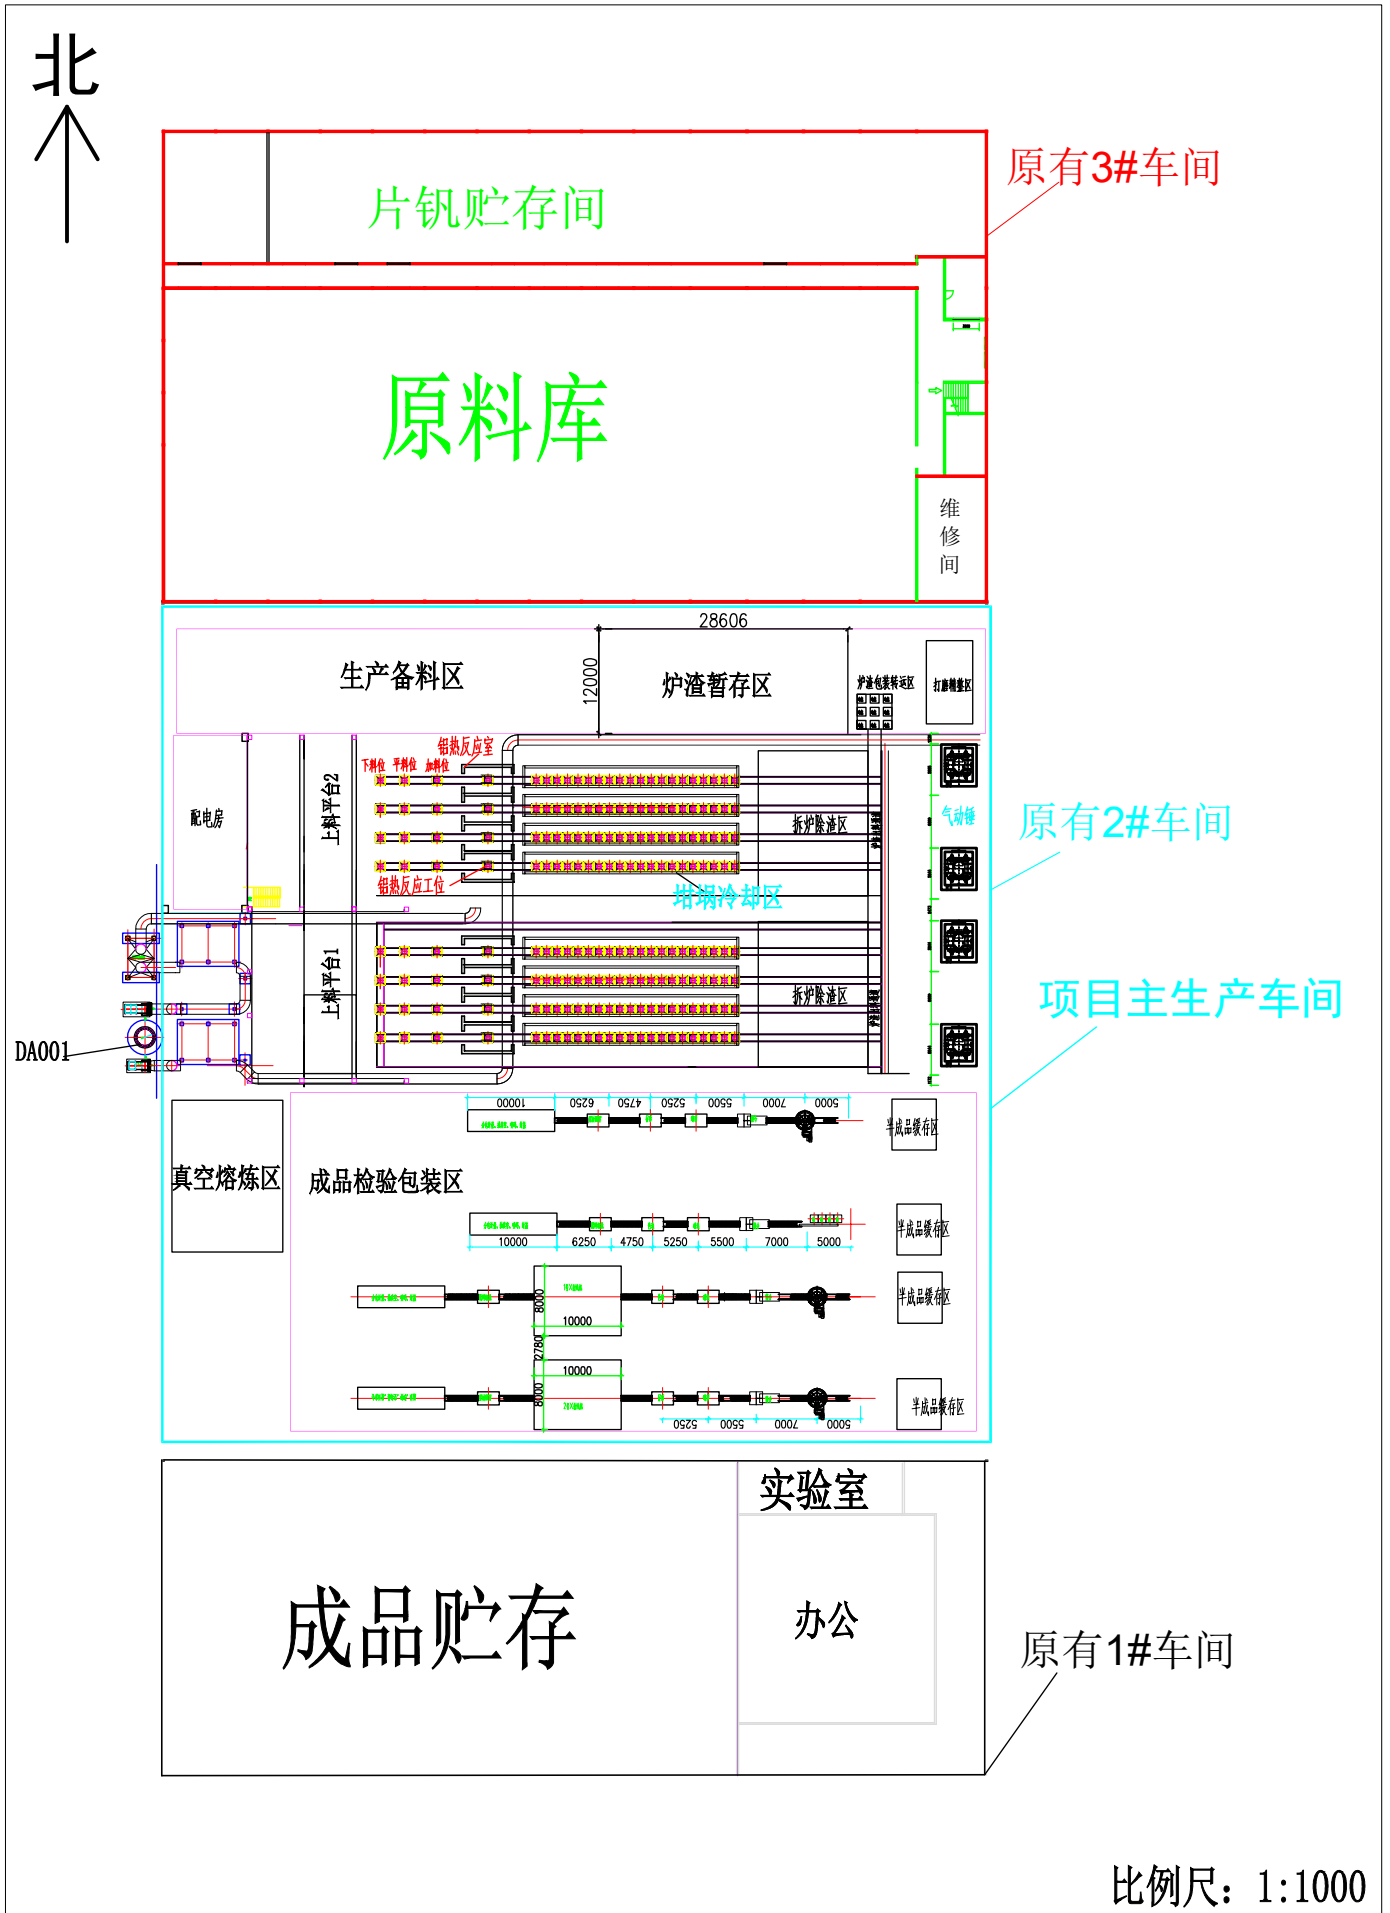 北
原有3#车间
片钒贮存间
原料库
维修间
28606
12000
生产备料区
炉渣暂存区
炉渣包装转运区
打磨精整区
铝热反应室
下料位
平料位
加料位
上料平台2
配电房
拆炉除渣区
气动锤
原有2#车间
铝热反应工位
坩埚冷却区
上料平台1
拆炉除渣区
项目主生产车间
DA001
10000
6250
4750
5250
5500
7000
5000
半成品缓存区
真空熔炼区
成品检验包装区
半成品缓存区
10000
6250
4750
5250
5500
7000
5000
半成品缓存区
8000
10000
2780
10000
8000
半成品缓存区
5250
5500
7000
5000
实验室
成品贮存
办公
原有1#车间
比例尺：1:1000